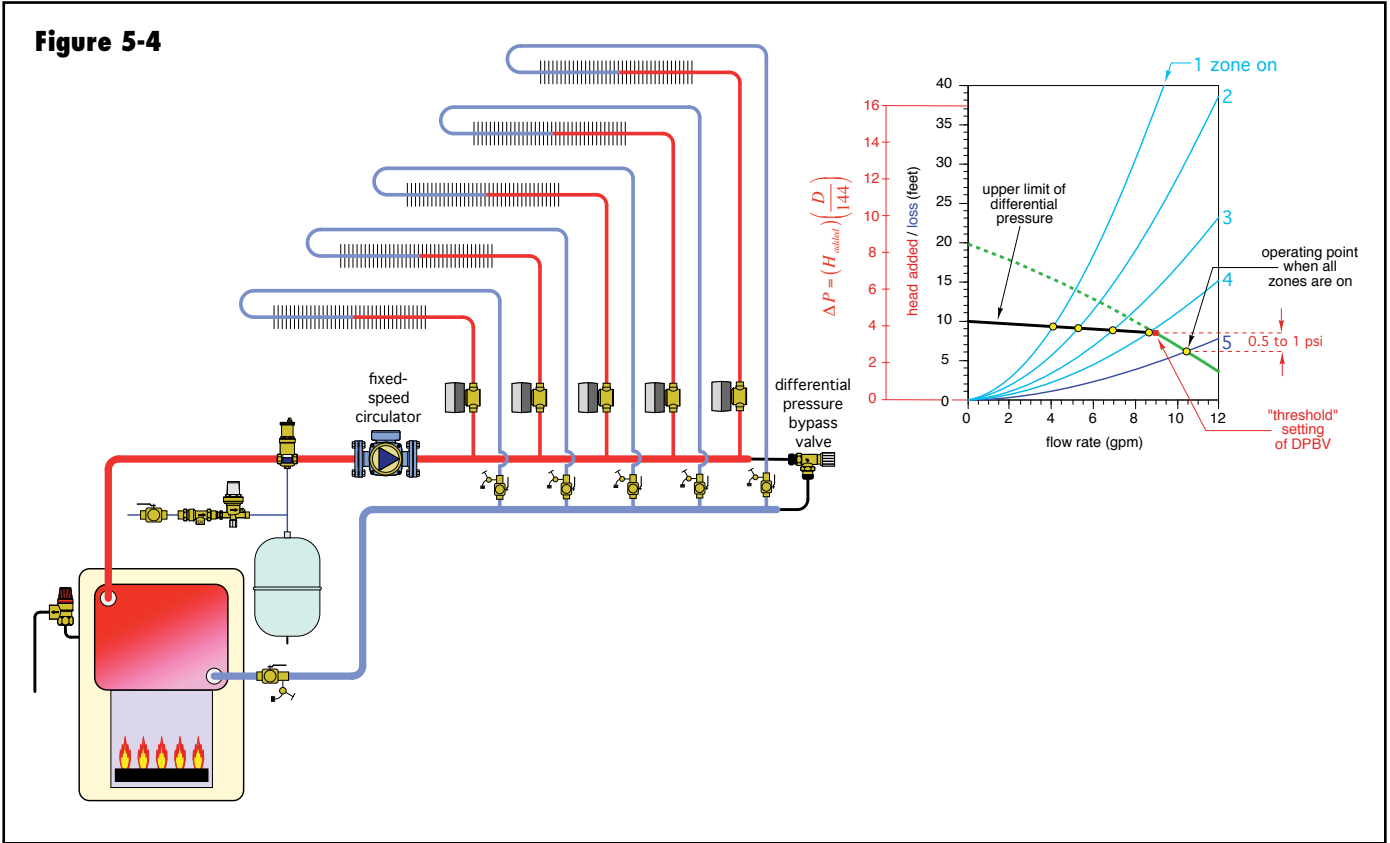 Figure 5-4
fixed-
speed
circulator
differential
pressure
bypass
valve
1 zone on
2
3
4
5
40
35
30
25
20
15
10
5
0
16
14
12
10
8
6
4
2
0
ΔP = (H added) (D/144)
head added / loss (feet)
upper limit of
differential
pressure
operating point
when all
zones are on
0.5 to 1 psi
0 2 4 6 8 10 12
flow rate (gpm)
"threshold"
setting
of DPBV